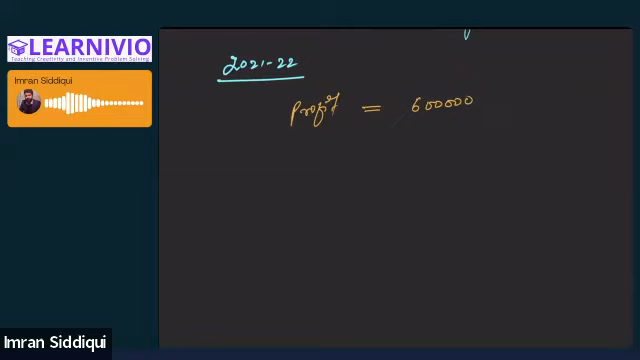 LEARNIVIO
Teaching Creativity and Inventive Problem Solving
Imran Siddiqui
2021-22
Profit = 600000
Imran Siddiqui